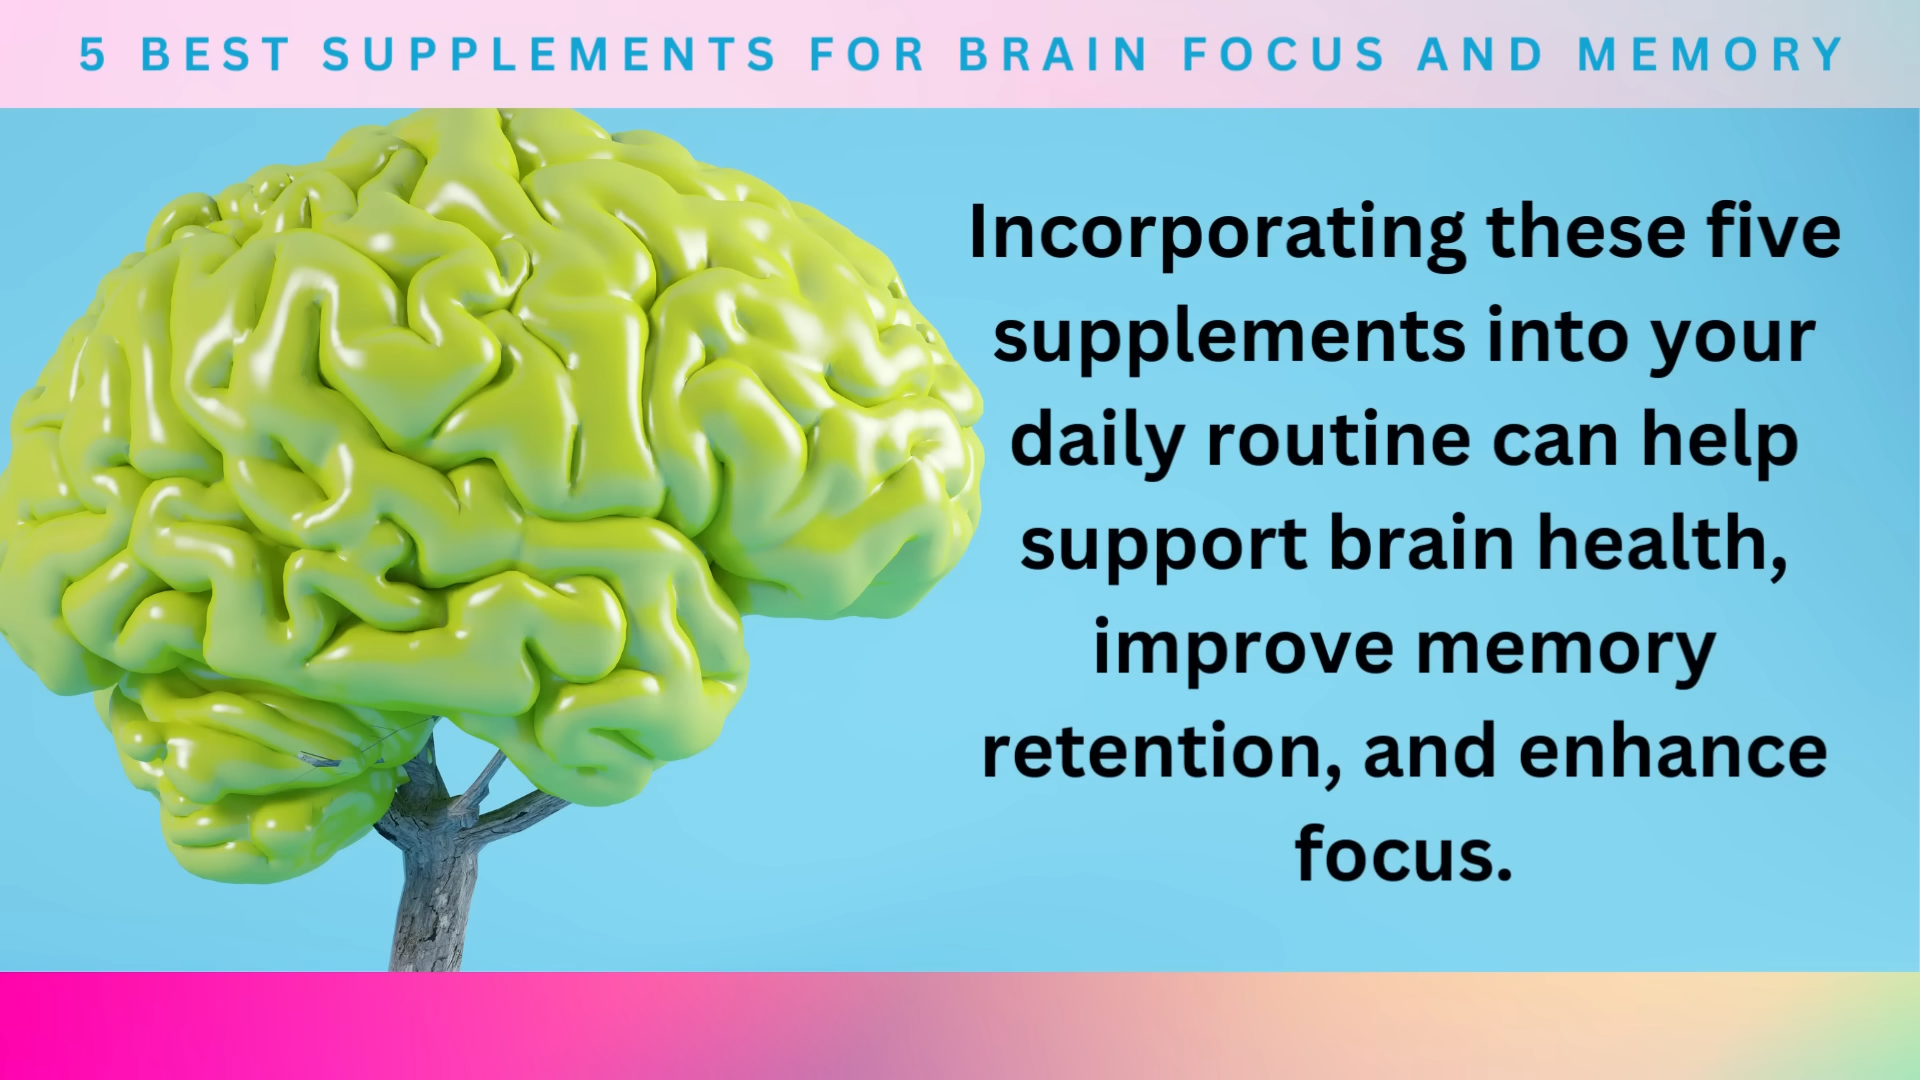 5 BEST SUPPLEMENTS FOR BRAIN FOCUS AND MEMORY
Incorporating these five
supplements into your
daily routine can help
support brain health,
improve memory
retention, and enhance
focus.